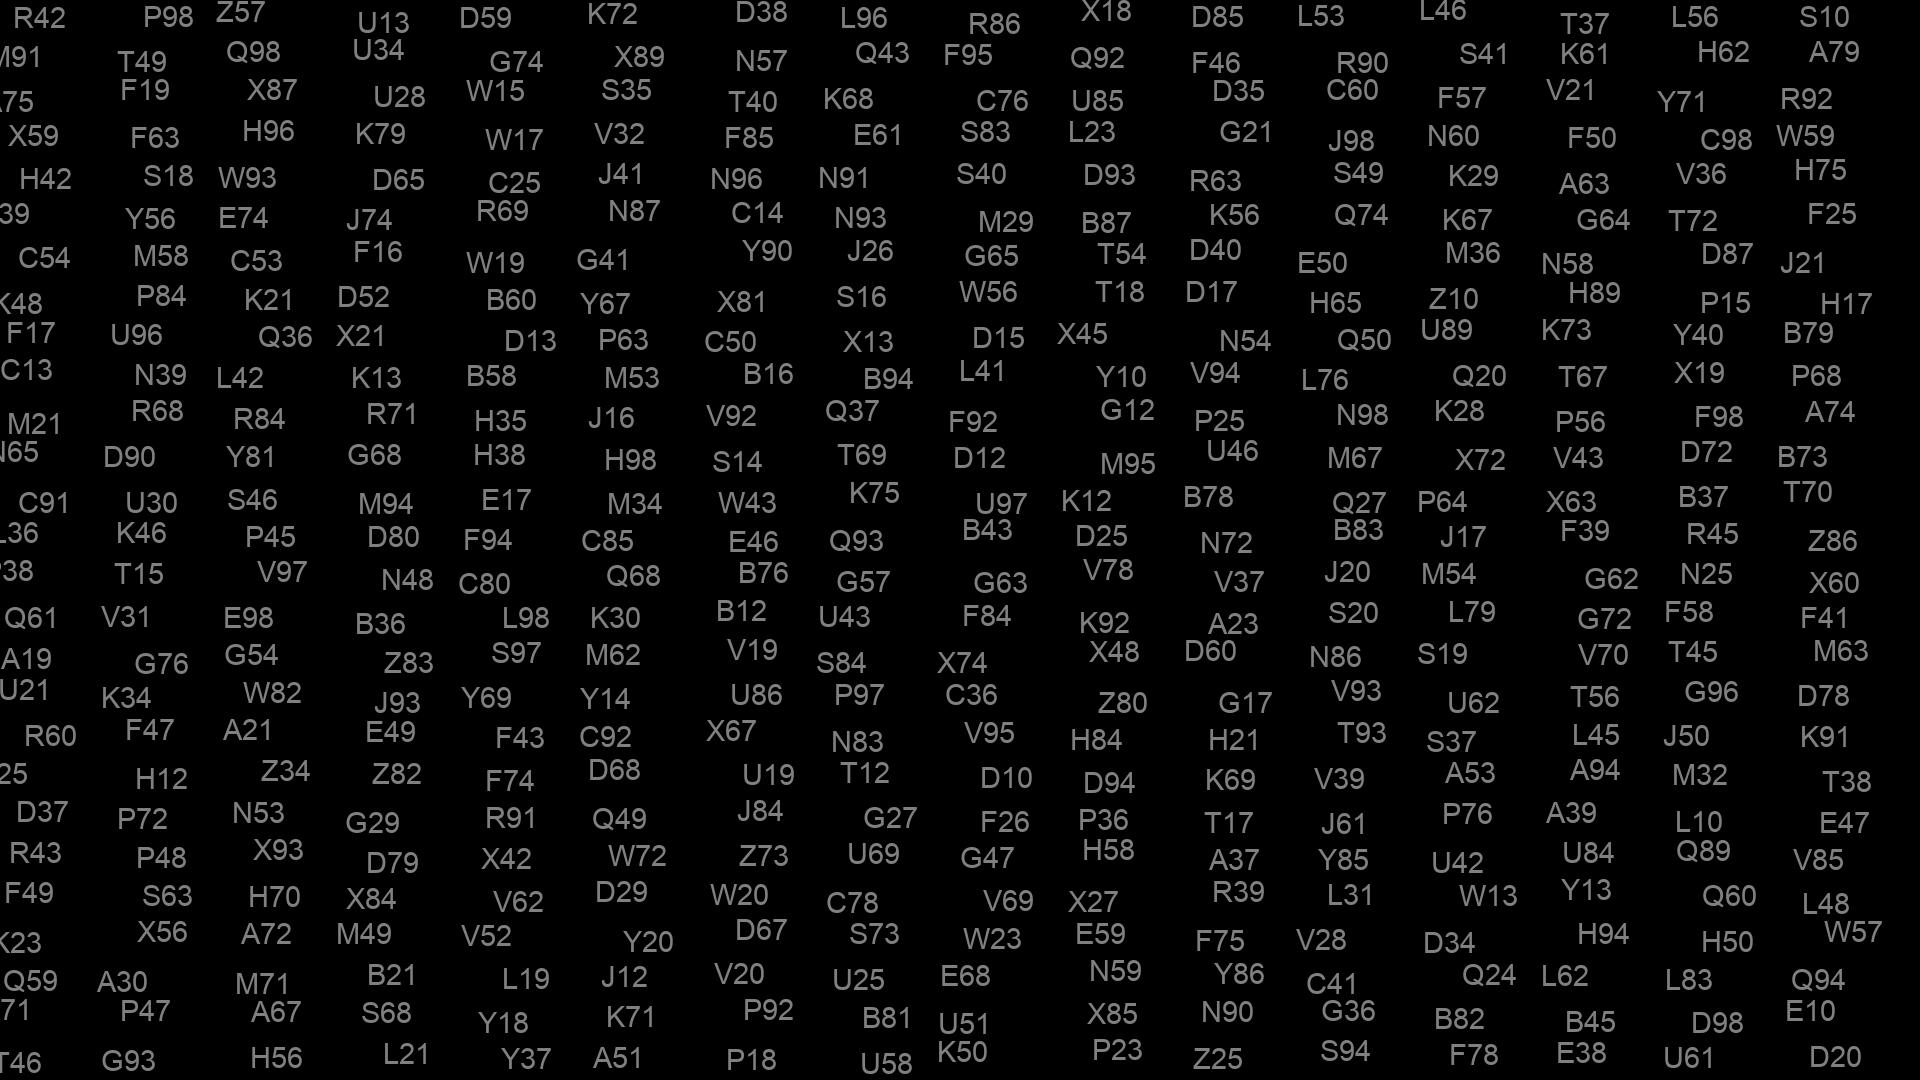 R42 P98 Z57 U13 D59 K72 D38 L96 R86 X18 D85 L53 L46 T37 L56 S10
M91 T49 Q98 U34 G74 X89 N57 Q43 F95 Q92 F46 R90 S41 K61 H62 A79
A75 F19 X87 U28 W15 S35 T40 K68 C76 U85 D35 C60 F57 V21 Y71 R92
X59 F63 H96 K79 W17 V32 F85 E61 S83 L23 G21 J98 N60 F50 C98 W59
H42 S18 W93 D65 C25 J41 N96 N91 S40 D93 R63 S49 K29 A63 V36 H75
39 Y56 E74 J74 R69 N87 C14 N93 M29 B87 K56 Q74 K67 G64 T72 F25
C54 M58 C53 F16 W19 G41 Y90 J26 G65 T54 D40 E50 M36 N58 D87 J21
K48 P84 K21 D52 B60 Y67 X81 S16 W56 T18 D17 H65 Z10 H89 P15 H17
F17 U96 Q36 X21 D13 P63 C50 X13 D15 X45 N54 Q50 U89 K73 Y40 B79
C13 N39 L42 K13 B58 M53 B16 B94 L41 Y10 V94 L76 Q20 T67 X19 P68
M21 R68 R84 R71 H35 J16 V92 Q37 F92 G12 P25 N98 K28 P56 F98 A74
N65 D90 Y81 G68 H38 H98 S14 T69 D12 M95 U46 M67 X72 V43 D72 B73
C91 U30 S46 M94 E17 M34 W43 K75 U97 K12 B78 Q27 P64 X63 B37 T70
L36 K46 P45 D80 F94 C85 E46 Q93 B43 D25 N72 B83 J17 F39 R45 Z86
38 T15 V97 N48 C80 Q68 B76 G57 G63 V78 V37 J20 M54 G62 N25 X60
Q61 V31 E98 B36 L98 K30 B12 U43 F84 K92 A23 S20 L79 G72 F58 F41
A19 G76 G54 Z83 S97 M62 V19 S84 X74 X48 D60 N86 S19 V70 T45 M63
U21 K34 W82 J93 Y69 Y14 U86 P97 C36 Z80 G17 V93 U62 T56 G96 D78
R60 F47 A21 E49 F43 C92 X67 N83 V95 H84 H21 T93 S37 L45 J50 K91
25 H12 Z34 Z82 F74 D68 U19 T12 D10 D94 K69 V39 A53 A94 M32 T38
D37 P72 N53 G29 R91 Q49 J84 G27 F26 P36 T17 J61 P76 A39 L10 E47
R43 P48 X93 D79 X42 W72 Z73 U69 G47 H58 A37 Y85 U42 U84 Q89 V85
F49 S63 H70 X84 V62 D29 W20 C78 V69 X27 R39 L31 W13 Y13 Q60 L48
K23 X56 A72 M49 V52 Y20 D67 S73 W23 E59 F75 V28 D34 H94 H50 W57
Q59 A30 M71 B21 L19 J12 V20 U25 E68 N59 Y86 C41 Q24 L62 L83 Q94
71 P47 A67 S68 Y18 K71 P92 B81 U51 X85 N90 G36 B82 B45 D98 E10
T46 G93 H56 L21 Y37 A51 P18 U58 K50 P23 Z25 S94 F78 E38 U61 D20